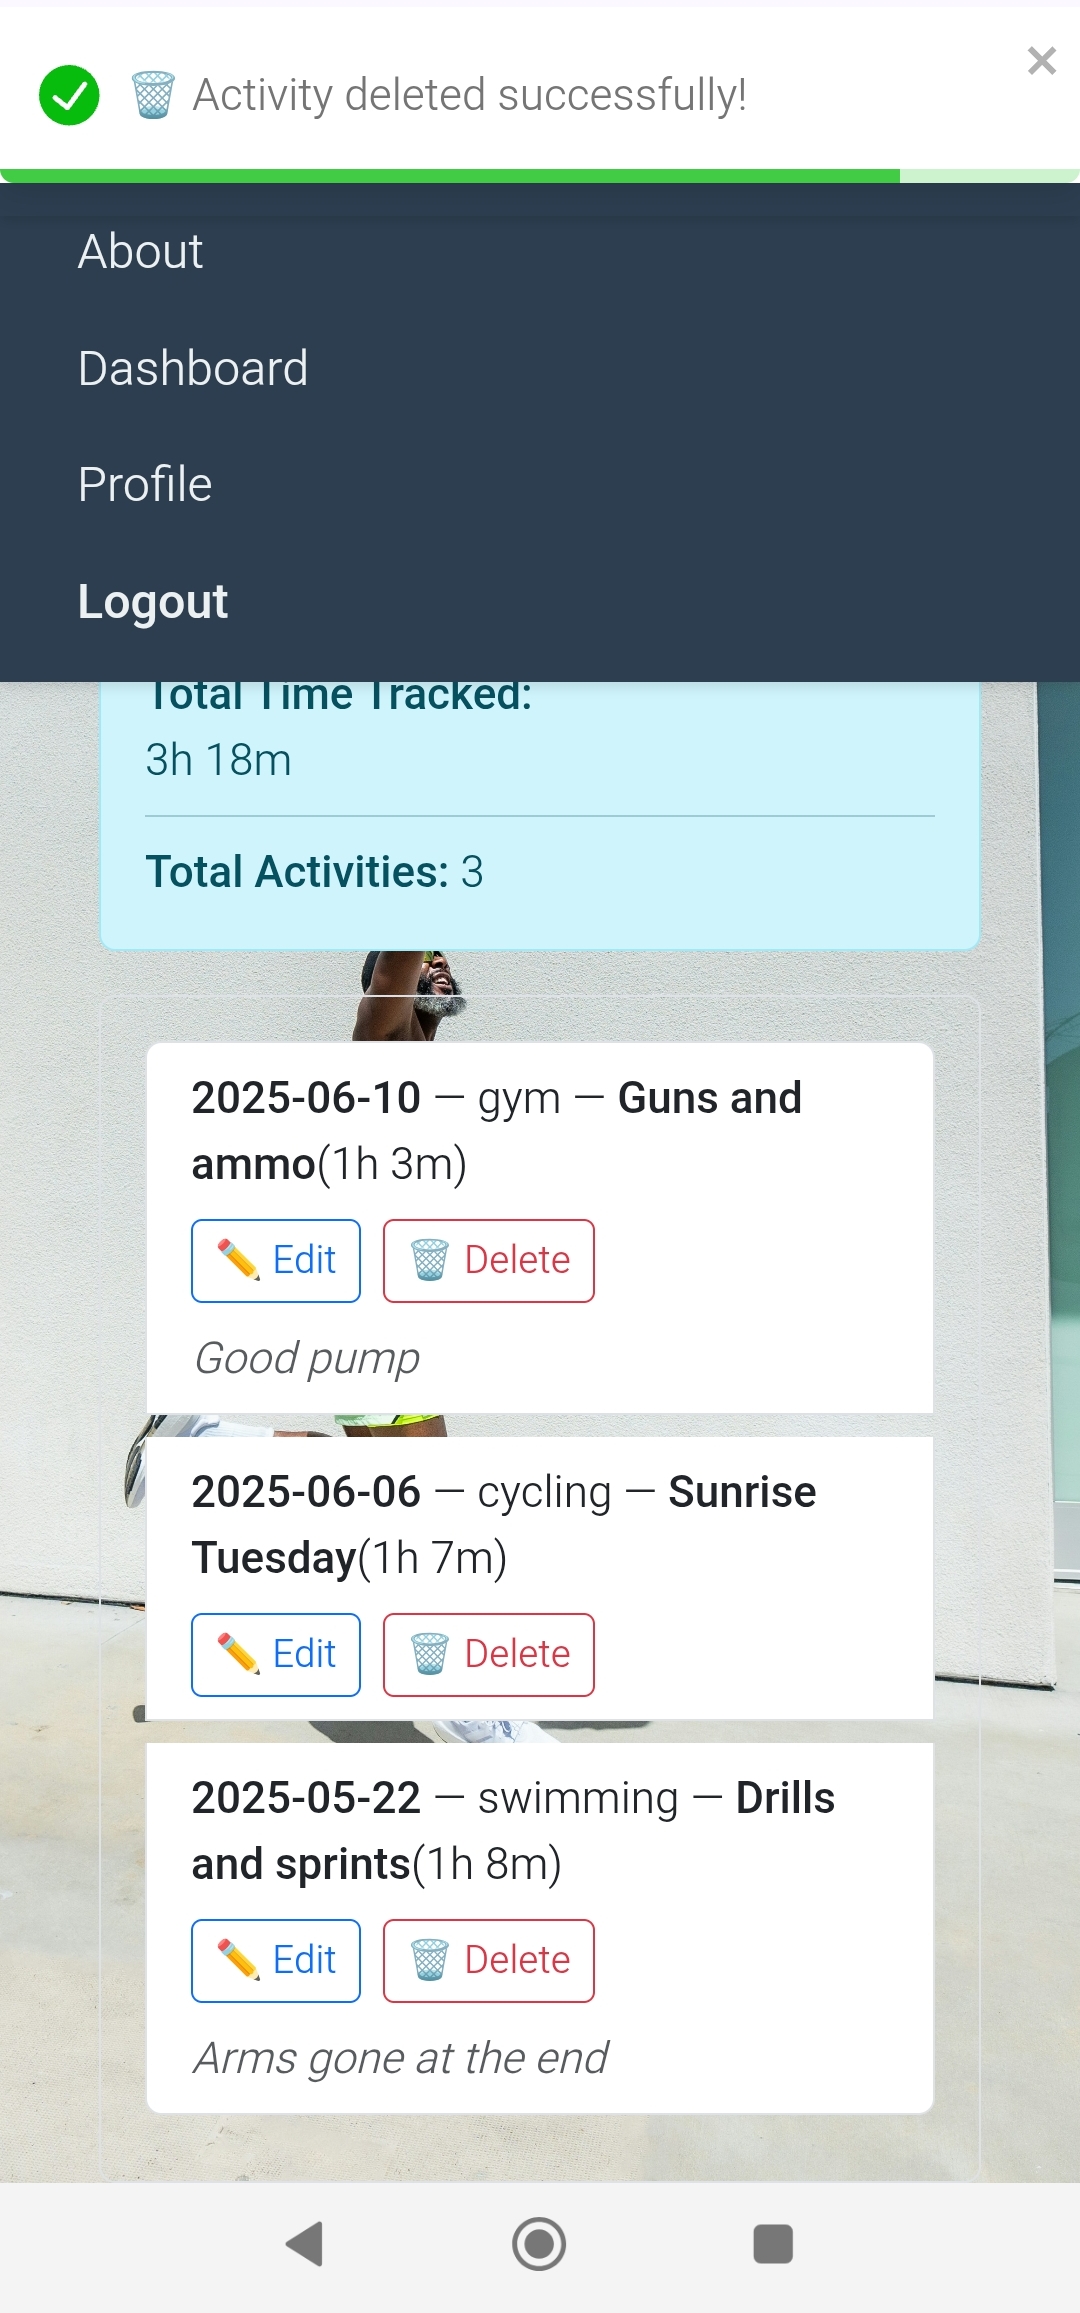 🗑️ Activity deleted successfully!
About
Dashboard
Profile
Logout
Total Time Tracked:
3h 18m
Total Activities: 3
2025-06-10 — gym — Guns and
ammo(1h 3m)
✏️ Edit 🗑️ Delete
Good pump
2025-06-06 — cycling — Sunrise
Tuesday(1h 7m)
✏️ Edit 🗑️ Delete
2025-05-22 — swimming — Drills
and sprints(1h 8m)
✏️ Edit 🗑️ Delete
Arms gone at the end